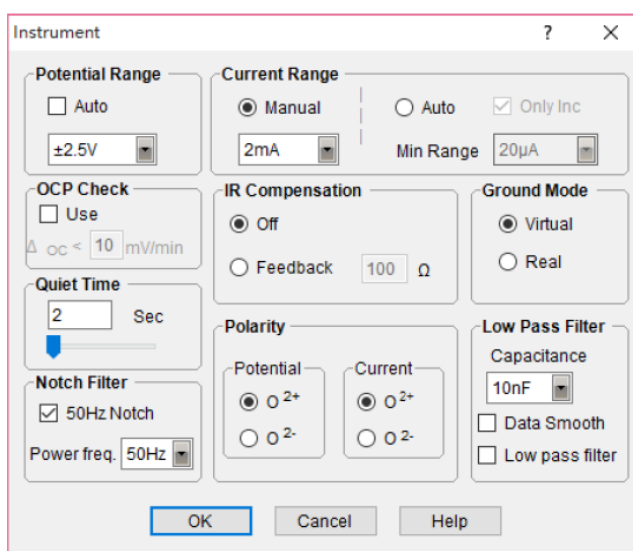 Instrument
Potential Range
Auto
±2.5V
Current Range
Manual
Auto
Only Inc
2mA
Min Range
20µA
OCP Check
Use
Δ OC < 10 mV/min
IR Compensation
Off
Feedback 100 Ω
Ground Mode
Virtual
Real
Quiet Time
2 Sec
Polarity
Potential
O 2+
O 2-
Current
O 2+
O 2-
Low Pass Filter
Capacitance
10nF
Data Smooth
Low pass filter
Notch Filter
50Hz Notch
Power freq. 50Hz
OK
Cancel
Help